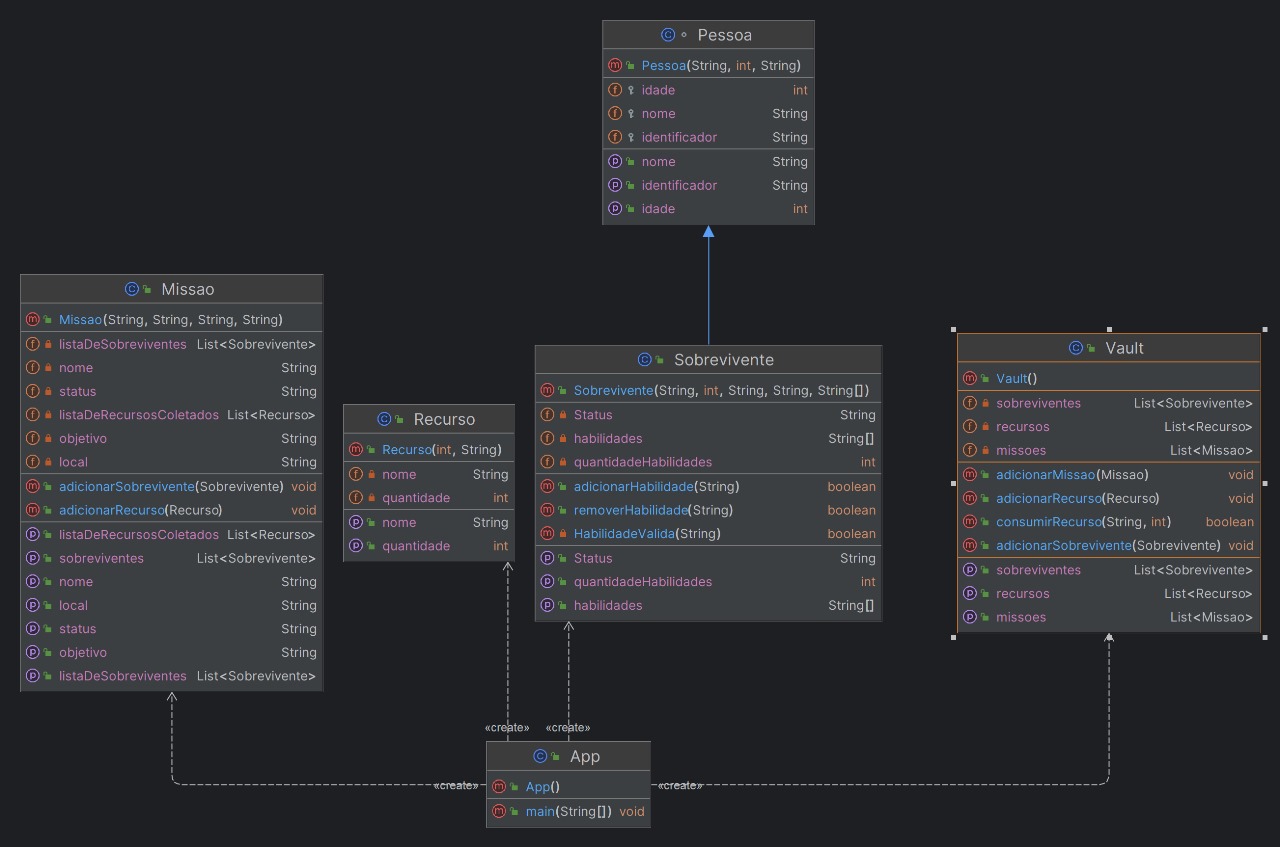 Pessoa
Pessoa(String, int, String)
idade int
nome String
identificador String
nome String
identificador String
idade int
Missao
Missao(String, String, String, String)
listaDeSobreviventes List<Sobrevivente>
nome String
status String
listaDeRecursosColetados List<Recurso>
objetivo String
local String
adicionarSobrevivente(Sobrevivente) void
adicionarRecurso(Recurso) void
listaDeRecursosColetados List<Recurso>
sobreviventes List<Sobrevivente>
nome String
local String
status String
objetivo String
listaDeSobreviventes List<Sobrevivente>
Recurso
Recurso(int, String)
nome String
quantidade int
nome String
quantidade int
Sobrevivente
Sobrevivente(String, int, String, String, String[])
Status String
habilidades String[]
quantidadeHabilidades int
adicionarHabilidade(String) boolean
removerHabilidade(String) boolean
HabilidadeValida(String) boolean
Status String
quantidadeHabilidades int
habilidades String[]
Vault
Vault()
sobreviventes List<Sobrevivente>
recursos List<Recurso>
missoes List<Missao>
adicionarMissao(Missao) void
adicionarRecurso(Recurso) void
consumirRecurso(String, int) boolean
adicionarSobrevivente(Sobrevivente) void
sobreviventes List<Sobrevivente>
recursos List<Recurso>
missoes List<Missao>
«create» «create»
«create» «create»
App
App()
main(String[]) void